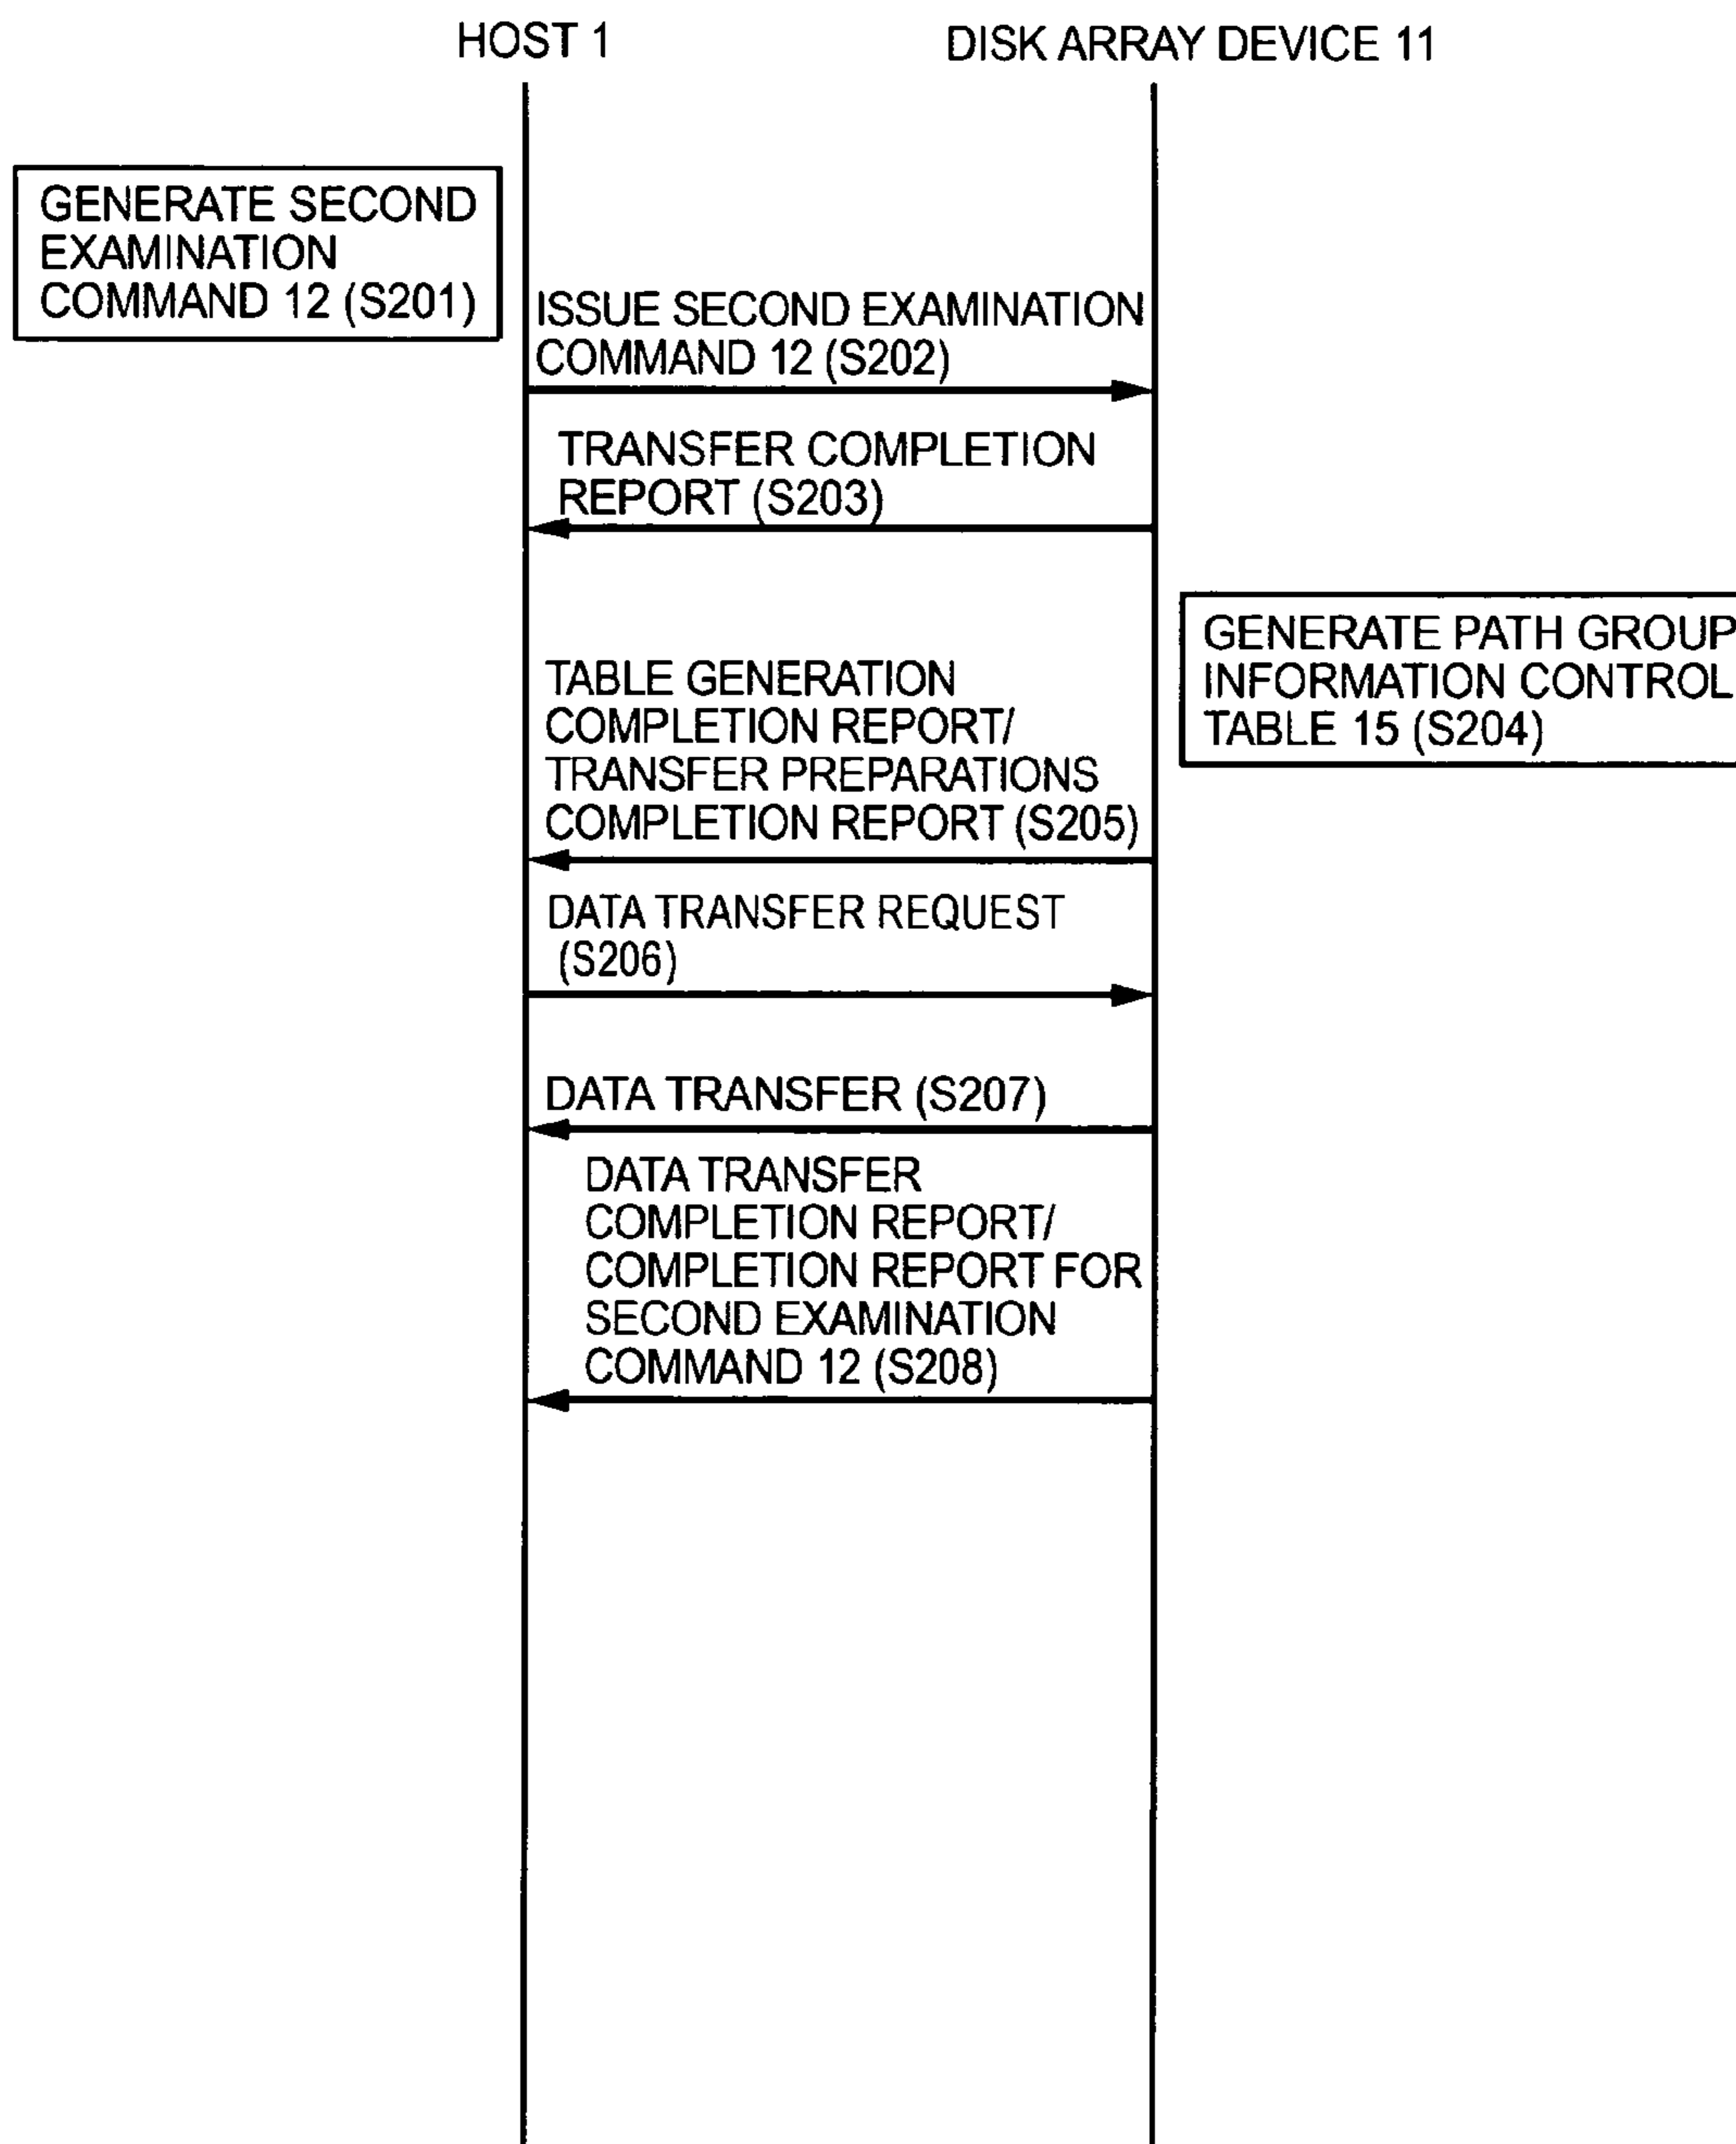 HOST 1
DISK ARRAY DEVICE 11
GENERATE SECOND
EXAMINATION
COMMAND 12 (S201)
ISSUE SECOND EXAMINATION
COMMAND 12 (S202)
TRANSFER COMPLETION
REPORT (S203)
GENERATE PATH GROUP
INFORMATION CONTROL
TABLE 15 (S204)
TABLE GENERATION
COMPLETION REPORT/
TRANSFER PREPARATIONS
COMPLETION REPORT (S205)
DATA TRANSFER REQUEST
(S206)
DATA TRANSFER (S207)
DATA TRANSFER
COMPLETION REPORT/
COMPLETION REPORT FOR
SECOND EXAMINATION
COMMAND 12 (S208)